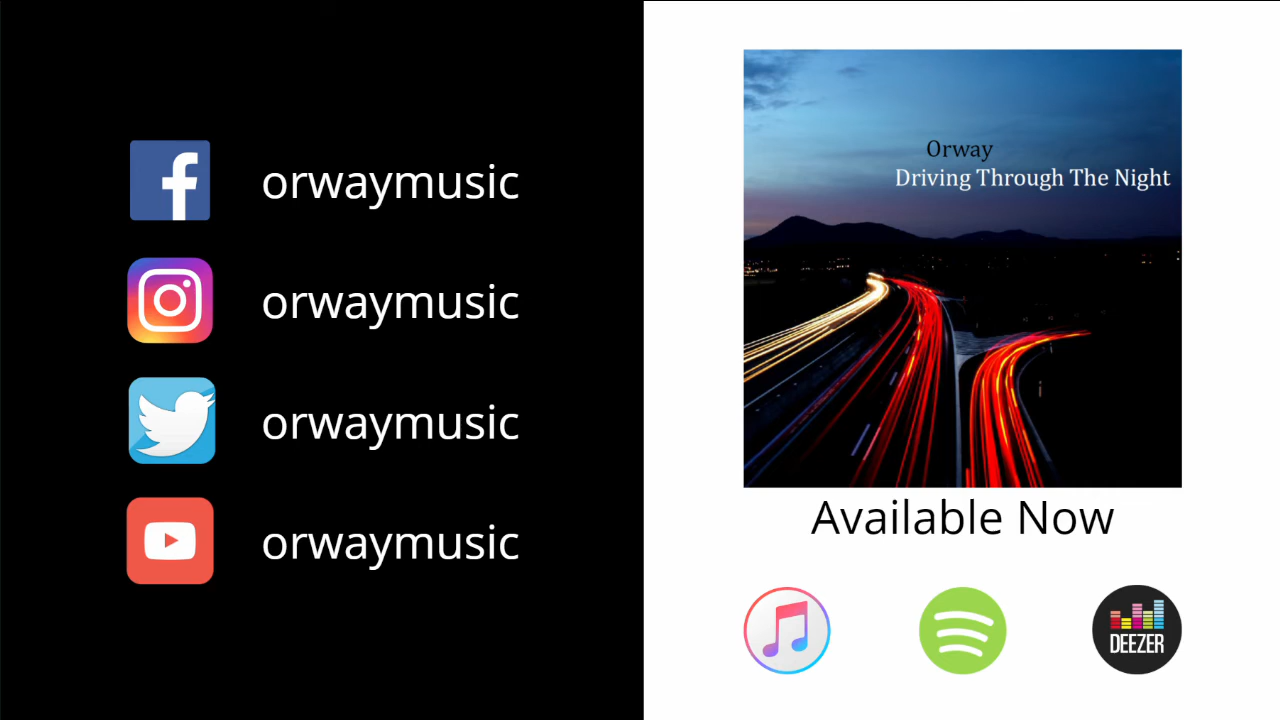 orwaymusic
orwaymusic
orwaymusic
orwaymusic
Orway
Driving Through The Night
Available Now
DEEZER